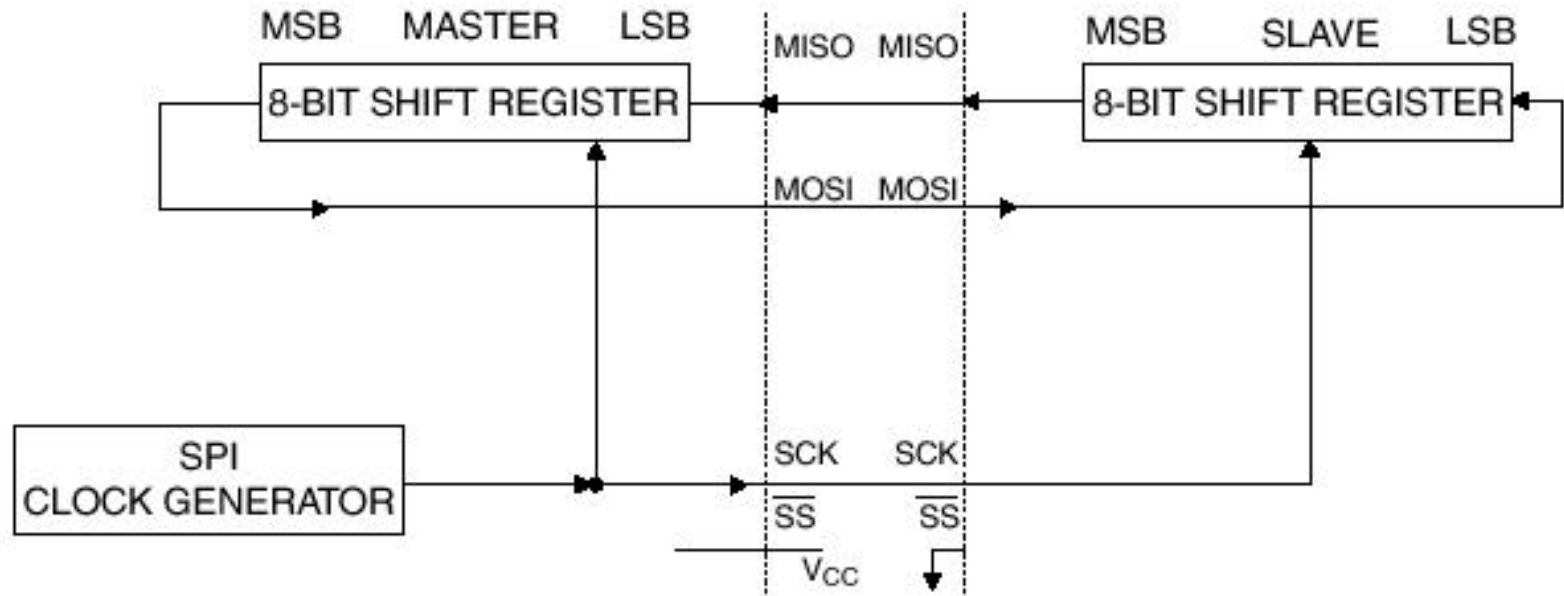 MSB MASTER LSB
8-BIT SHIFT REGISTER
MISO MISO
MSB SLAVE LSB
8-BIT SHIFT REGISTER
MOSI MOSI
SPI
CLOCK GENERATOR
SCK SCK
SS SS
VCC